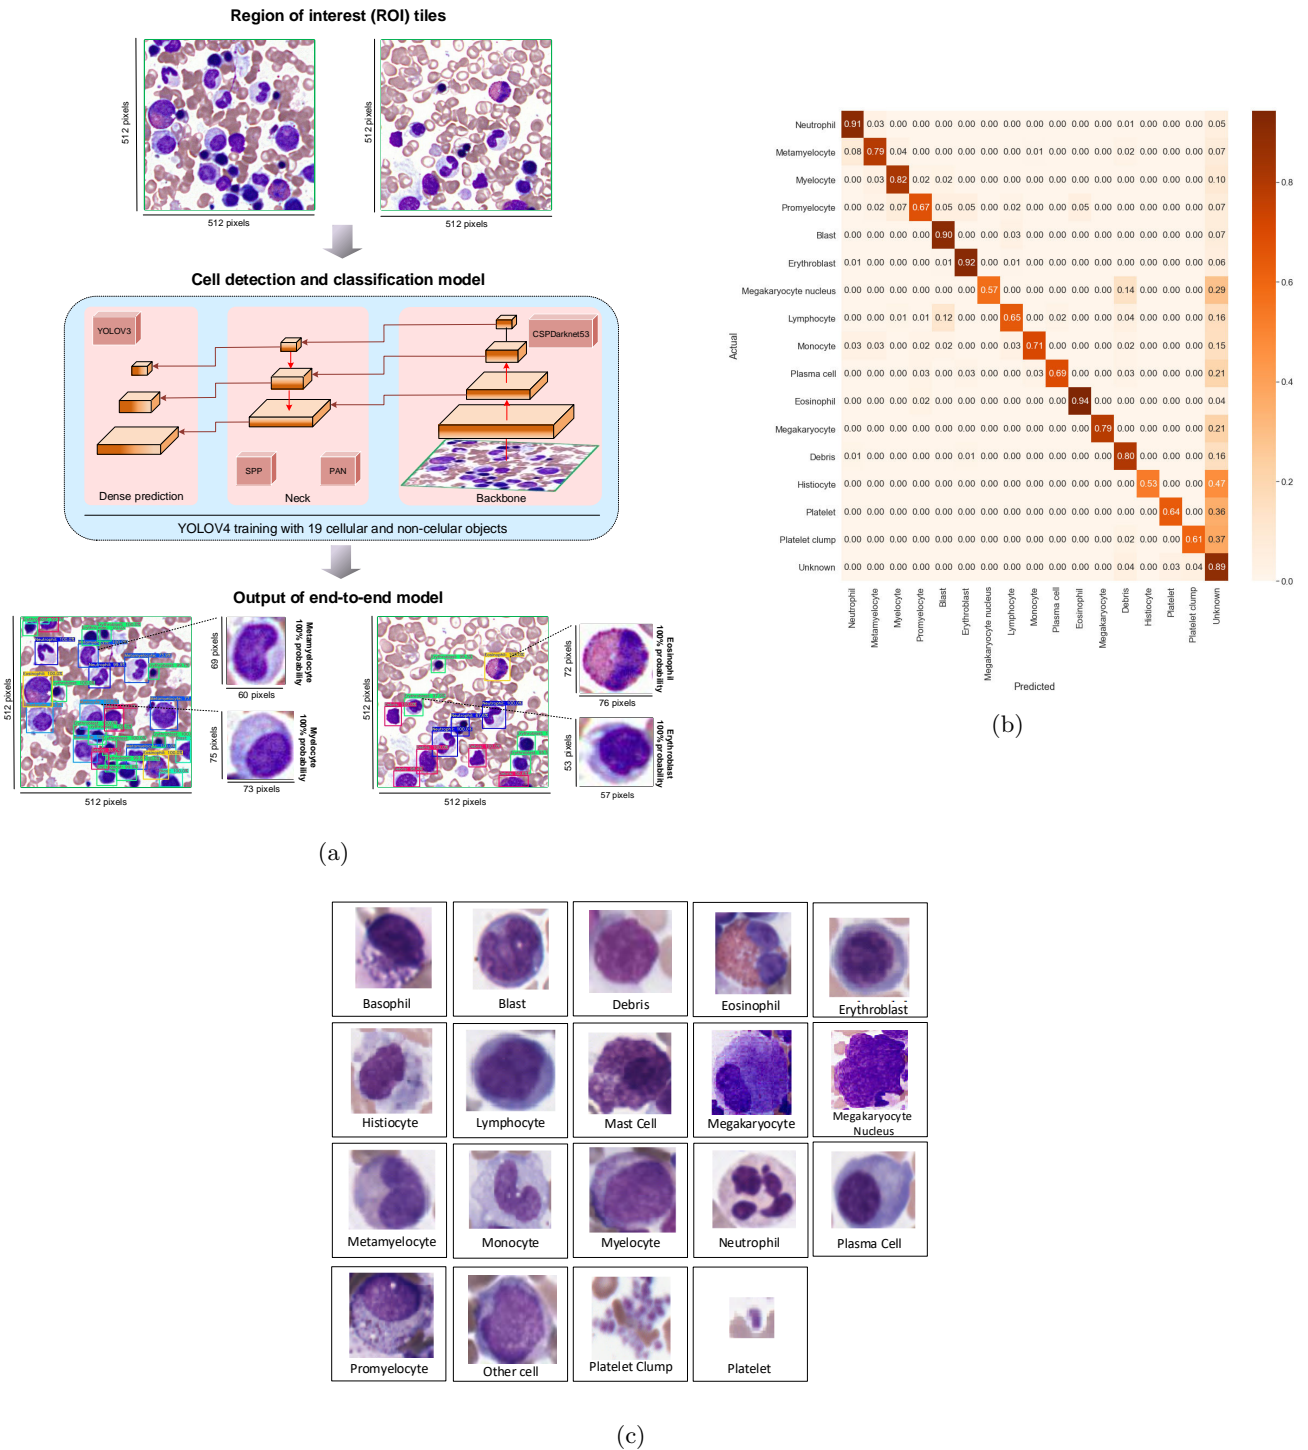 Region of interest (ROI) tiles
512 pixels
512 pixels
512 pixels
512 pixels
Cell detection and classification model
YOLOV3
CSPDarknet53
SPP
PAN
Dense prediction
Neck
Backbone
YOLOV4 training with 19 cellular and non-celular objects
Output of end-to-end model
512 pixels
512 pixels
69 pixels
60 pixels
Metamyelocyte
100% probability
75 pixels
73 pixels
Myelocyte
100% probability
512 pixels
512 pixels
72 pixels
76 pixels
Eosinophil
100% probability
53 pixels
57 pixels
Erythroblast
100% probability
(a)
Actual
Neutrophil 0.91 0.03 0.00 0.00 0.00 0.00 0.00 0.00 0.00 0.00 0.00 0.00 0.01 0.00 0.00 0.00 0.05
Metamyelocyte 0.08 0.79 0.04 0.00 0.00 0.00 0.00 0.00 0.01 0.00 0.00 0.00 0.02 0.00 0.00 0.00 0.07
Myelocyte 0.00 0.03 0.82 0.02 0.02 0.00 0.00 0.00 0.00 0.00 0.00 0.00 0.00 0.00 0.00 0.00 0.10
Promyelocyte 0.00 0.02 0.07 0.67 0.05 0.05 0.00 0.02 0.00 0.00 0.05 0.00 0.00 0.00 0.00 0.00 0.07
Blast 0.00 0.00 0.00 0.00 0.90 0.00 0.00 0.03 0.00 0.00 0.00 0.00 0.00 0.00 0.00 0.00 0.07
Erythroblast 0.01 0.00 0.00 0.00 0.01 0.92 0.00 0.01 0.00 0.00 0.00 0.00 0.00 0.00 0.00 0.00 0.06
Megakaryocyte nucleus 0.00 0.00 0.00 0.00 0.00 0.00 0.57 0.00 0.00 0.00 0.00 0.00 0.14 0.00 0.00 0.00 0.29
Lymphocyte 0.00 0.00 0.01 0.01 0.12 0.00 0.00 0.65 0.00 0.02 0.00 0.00 0.04 0.00 0.00 0.00 0.16
Monocyte 0.03 0.03 0.00 0.02 0.02 0.00 0.00 0.03 0.71 0.00 0.00 0.00 0.02 0.00 0.00 0.00 0.15
Plasma cell 0.00 0.00 0.00 0.03 0.00 0.03 0.00 0.00 0.03 0.69 0.00 0.00 0.03 0.00 0.00 0.00 0.21
Eosinophil 0.00 0.00 0.00 0.02 0.00 0.00 0.00 0.00 0.00 0.00 0.94 0.00 0.00 0.00 0.00 0.00 0.04
Megakaryocyte 0.00 0.00 0.00 0.00 0.00 0.00 0.00 0.00 0.00 0.00 0.00 0.79 0.00 0.00 0.00 0.00 0.21
Debris 0.01 0.00 0.00 0.00 0.00 0.01 0.00 0.00 0.00 0.00 0.00 0.00 0.80 0.00 0.00 0.00 0.16
Histiocyte 0.00 0.00 0.00 0.00 0.00 0.00 0.00 0.00 0.00 0.00 0.00 0.00 0.00 0.53 0.00 0.00 0.47
Platelet 0.00 0.00 0.00 0.00 0.00 0.00 0.00 0.00 0.00 0.00 0.00 0.00 0.00 0.00 0.64 0.00 0.36
Platelet clump 0.00 0.00 0.00 0.00 0.00 0.00 0.00 0.00 0.00 0.00 0.00 0.00 0.02 0.00 0.00 0.61 0.37
Unknown 0.00 0.00 0.00 0.00 0.00 0.00 0.00 0.00 0.00 0.00 0.00 0.00 0.04 0.00 0.03 0.04 0.89
Neutrophil
Metamyelocyte
Myelocyte
Promyelocyte
Blast
Erythroblast
Megakaryocyte nucleus
Lymphocyte
Monocyte
Plasma cell
Eosinophil
Megakaryocyte
Debris
Histiocyte
Platelet
Platelet clump
Unknown
Predicted
0.8
0.6
0.4
0.2
0.0
(b)
Basophil
Blast
Debris
Eosinophil
Erythroblast
Histiocyte
Lymphocyte
Mast Cell
Megakaryocyte
Megakaryocyte
Nucleus
Metamyelocyte
Monocyte
Myelocyte
Neutrophil
Plasma Cell
Promyelocyte
Other cell
Platelet Clump
Platelet
(c)